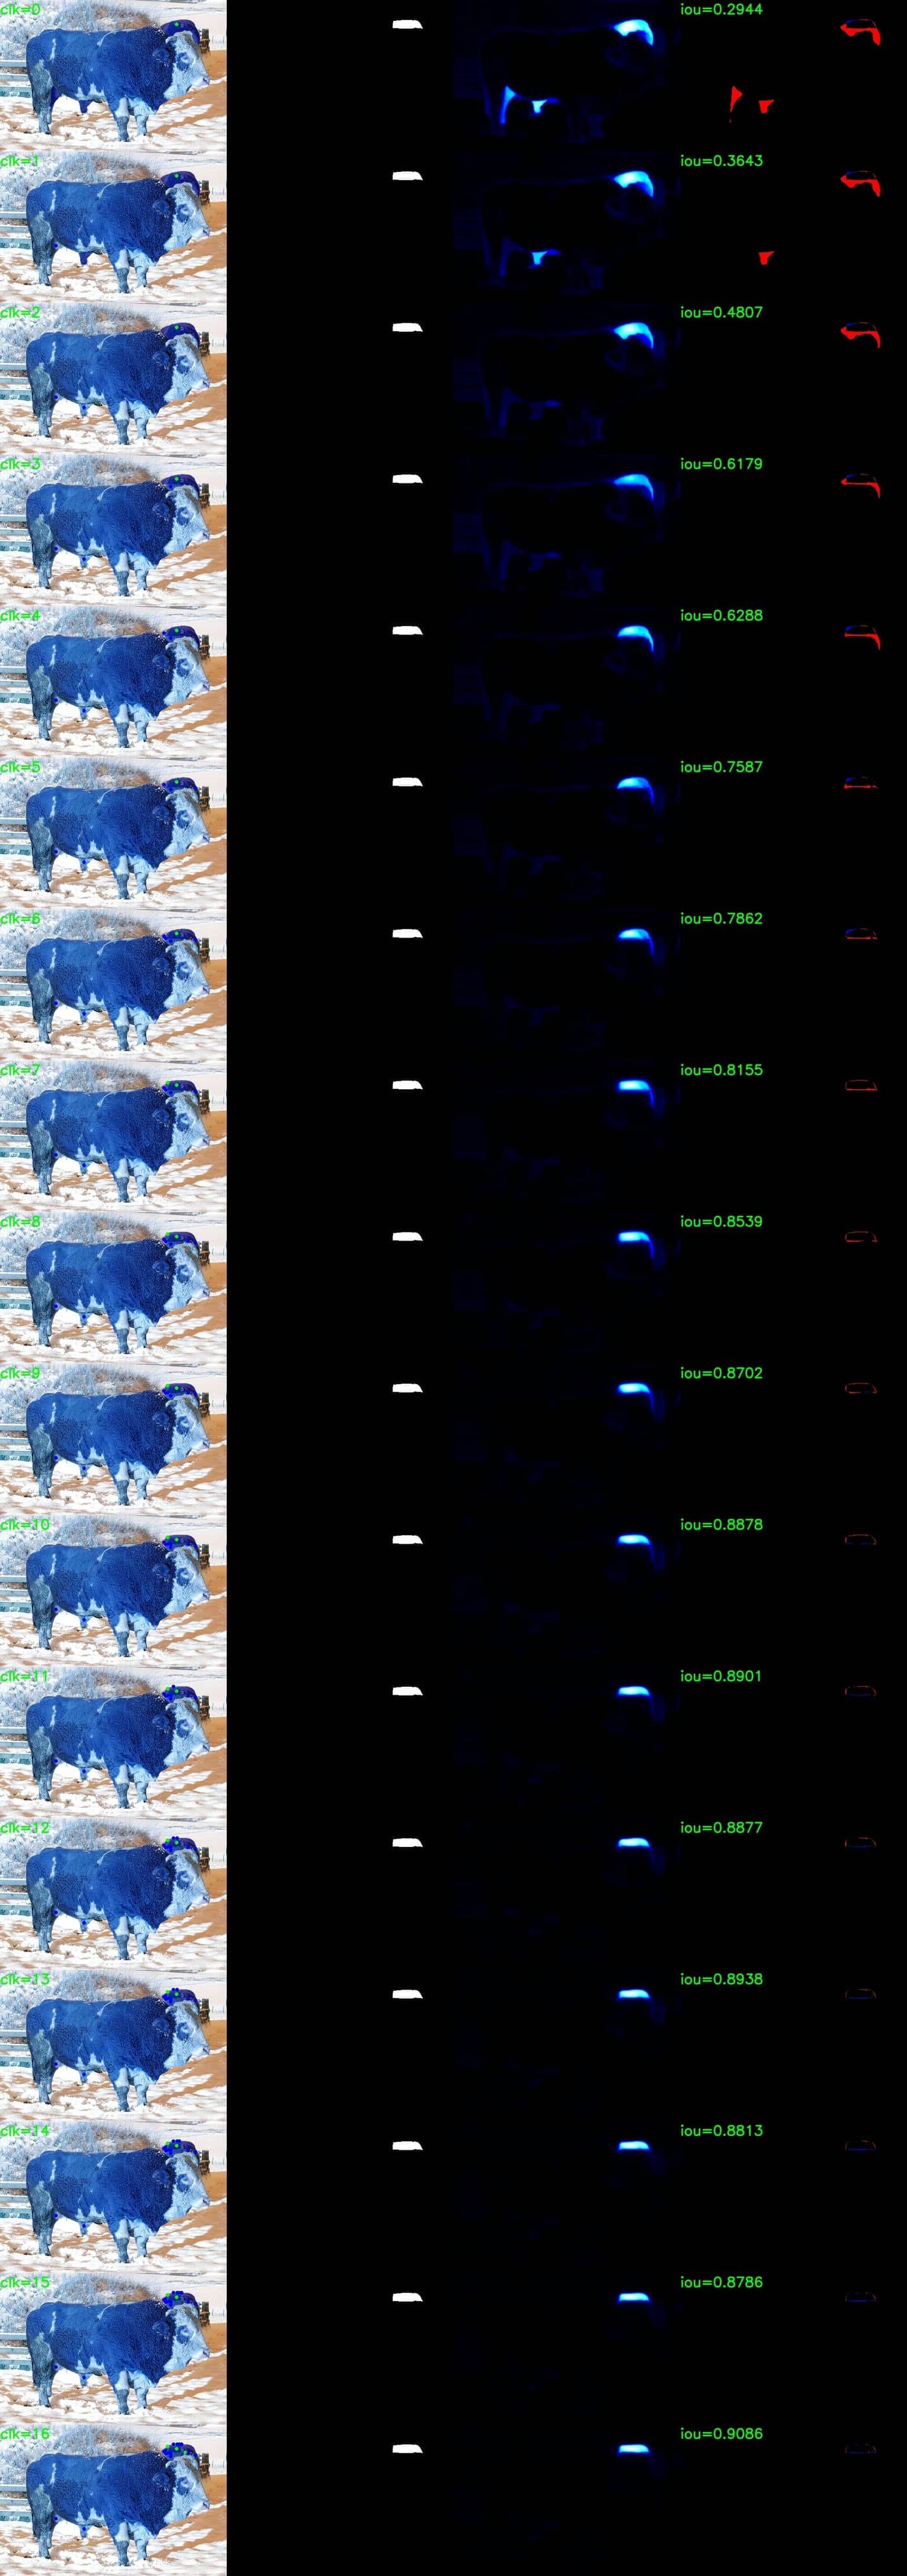 clk=0 iou=0.2944
clk=1 iou=0.3643
clk=2 iou=0.4807
clk=3 iou=0.6179
clk=4 iou=0.6288
clk=5 iou=0.7587
clk=6 iou=0.7862
clk=7 iou=0.8155
clk=8 iou=0.8539
clk=9 iou=0.8702
clk=10 iou=0.8878
clk=11 iou=0.8901
clk=12 iou=0.8877
clk=13 iou=0.8938
clk=14 iou=0.8813
clk=15 iou=0.8786
clk=16 iou=0.9086